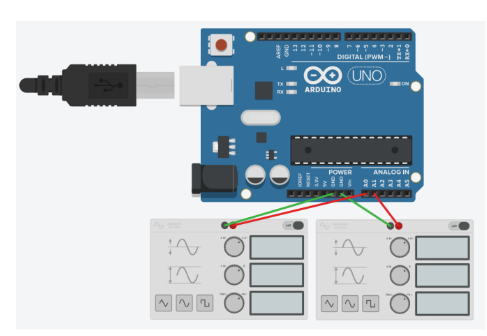 AREF
GND
13
12
~11
~10
~9
8
7
~6
~5
4
~3
2
TX→1
RX←0
DIGITAL (PWM~)
L
TX
RX
UNO
ARDUINO
ON
POWER
ANALOG IN
IOREF
RESET
3.3V
5V
GND
GND
Vin
A0
A1
A2
A3
A4
A5